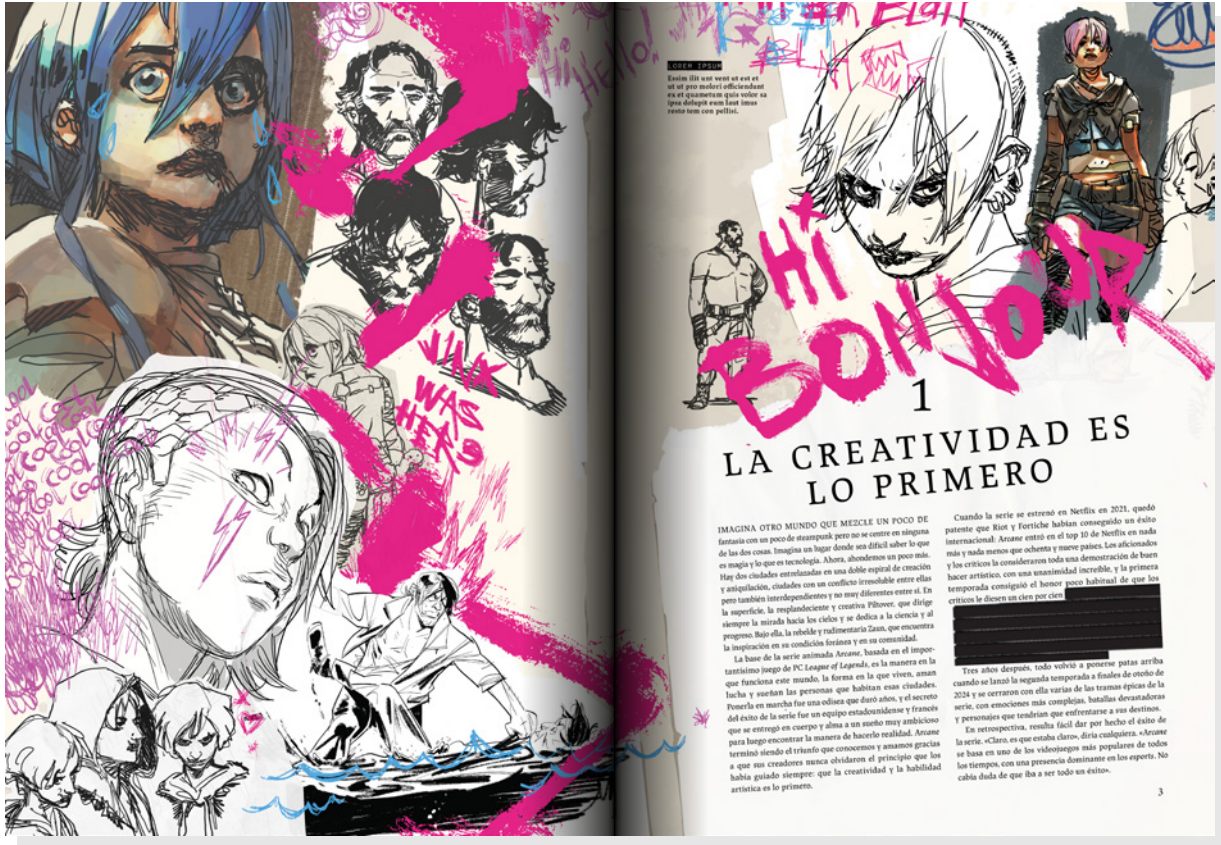 Hi
Hello!
JINX
WAS
HER9
COOL
COOL
COOL
COOL
LOREM IPSUM
Essim ilit unt vent ut est et
ut ut pro molori officiendunt
ex et quametum quis volor sa
ipsa dolupit eum laut imus
resto tem con pellisi.
BLAH
Hi
BONJOUR
1
LA CREATIVIDAD ES
LO PRIMERO
IMAGINA OTRO MUNDO QUE MEZCLE UN POCO DE
fantasía con un poco de steampunk pero no se centre en ninguna
de las dos cosas. Imagina un lugar donde sea difícil saber lo que
es magia y lo que es tecnología. Ahora, ahondemos un poco más.
Hay dos ciudades entrelazadas en una doble espiral de creación
y aniquilación, ciudades con un conflicto irresoluble entre ellas
pero también interdependientes y no muy diferentes entre sí. En
la superficie, la resplandeciente y creativa Piltover, que dirige
siempre la mirada hacia los cielos y se dedica a la ciencia y al
progreso. Bajo ella, la rebelde y rudimentaria Zaun, que encuentra
la inspiración en su condición foránea y en su comunidad.
La base de la serie animada Arcane, basada en el impor-
tantísimo juego de PC League of Legends, es la manera en la
que funciona este mundo, la forma en la que viven, aman
lucha y sueñan las personas que habitan esas ciudades.
Ponerla en marcha fue una odisea que duró años, y el secreto
del éxito de la serie fue un equipo estadounidense y francés
que se entregó en cuerpo y alma a un sueño muy ambicioso
para luego encontrar la manera de hacerlo realidad. Arcane
terminó siendo el triunfo que conocemos y amamos gracias
a que sus creadores nunca olvidaron el principio que los
había guiado siempre: que la creatividad y la habilidad
artística es lo primero.
Cuando la serie se estrenó en Netflix en 2021, quedó
patente que Riot y Fortiche habían conseguido un éxito
internacional: Arcane entró en el top 10 de Netflix en nada
más y nada menos que ochenta y nueve países. Los aficionados
y los críticos la consideraron toda una demostración de buen
hacer artístico, con una unanimidad increíble, y la primera
temporada consiguió el honor poco habitual de que los
críticos le diesen un cien por cien
Tres años después, todo volvió a ponerse patas arriba
cuando se lanzó la segunda temporada a finales de otoño de
2024 y se cerraron con ella varias de las tramas épicas de la
serie, con emociones más complejas, batallas devastadoras
y personajes que tendrían que enfrentarse a sus destinos.
En retrospectiva, resulta fácil dar por hecho el éxito de
la serie. «Claro, es que estaba claro», diría cualquiera. «Arcane
se basa en uno de los videojuegos más populares de todos
los tiempos, con una presencia dominante en los esports. No
cabía duda de que iba a ser todo un éxito».
3